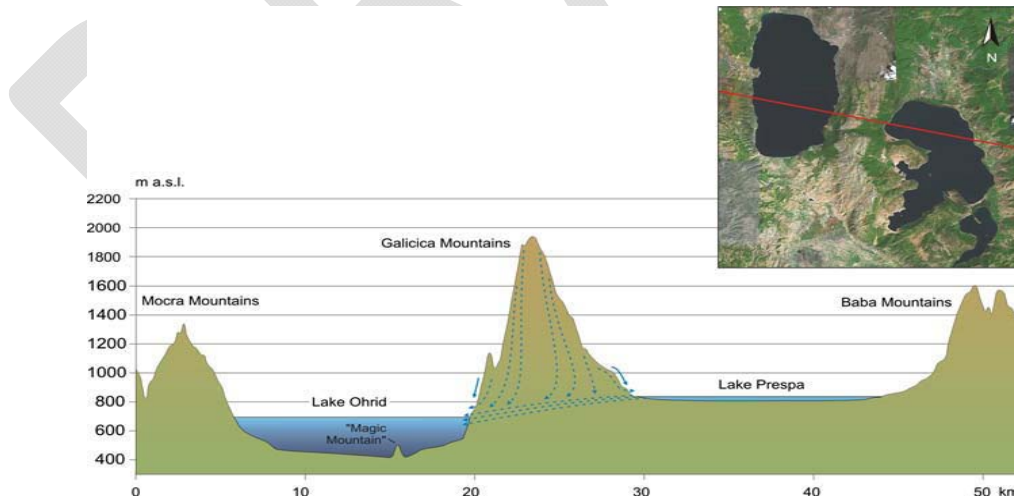 N
m a.s.l.
2200
2000
1800
1600
1400
1200
1000
800
600
400
Galicica Mountains
Mocra Mountains
Baba Mountains
Lake Prespa
Lake Ohrid
"Magic
Mountain"
0
10
20
30
40
50
km